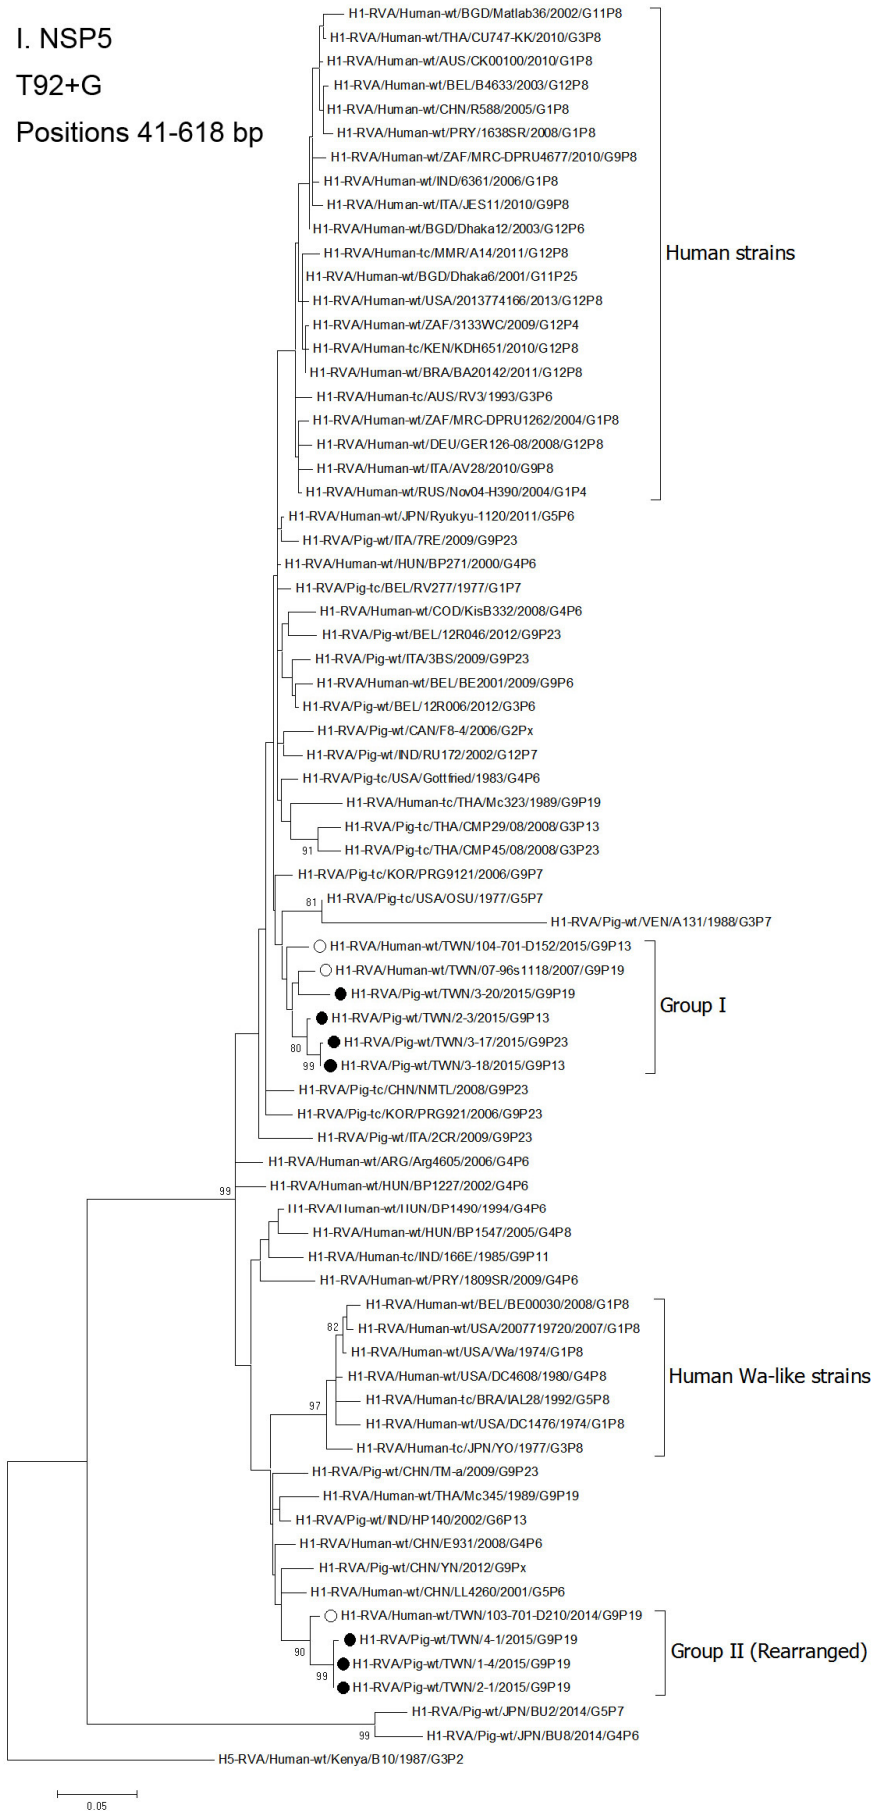 I. NSP5
T92+G
Positions 41-618 bp
H1-RVA/Human-wt/BGD/Matlab36/2002/G11P8
H1-RVA/Human-wt/THA/CU747-KK/2010/G3P8
H1-RVA/Human-wt/AUS/CK00100/2010/G1P8
H1-RVA/Human-wt/BEL/B4633/2003/G12P8
H1-RVA/Human-wt/CHN/R588/2005/G1P8
H1-RVA/Human-wt/PRY/1638SR/2008/G1P8
H1-RVA/Human-wt/ZAF/MRC-DPRU4677/2010/G9P8
H1-RVA/Human-wt/IND/6361/2006/G1P8
H1-RVA/Human-wt/ITA/JES11/2010/G9P8
H1-RVA/Human-wt/BGD/Dhaka12/2003/G12P6
H1-RVA/Human-tc/MMR/A14/2011/G12P8
Human strains
H1-RVA/Human-wt/BGD/Dhaka6/2001/G11P25
H1-RVA/Human-wt/USA/2013774166/2013/G12P8
H1-RVA/Human-wt/ZAF/3133WC/2009/G12P4
H1-RVA/Human-tc/KEN/KDH651/2010/G12P8
H1-RVA/Human-wt/BRA/BA20142/2011/G12P8
H1-RVA/Human-tc/AUS/RV3/1993/G3P6
H1-RVA/Human-wt/ZAF/MRC-DPRU1262/2004/G1P8
H1-RVA/Human-wt/DEU/GER126-08/2008/G12P8
H1-RVA/Human-wt/ITA/AV28/2010/G9P8
H1-RVA/Human-wt/RUS/Nov04-H390/2004/G1P4
H1-RVA/Human-wt/JPN/Ryukyu-1120/2011/G5P6
H1-RVA/Pig-wt/ITA/7RE/2009/G9P23
H1-RVA/Human-wt/HUN/BP271/2000/G4P6
H1-RVA/Pig-tc/BEL/RV277/1977/G1P7
H1-RVA/Human-wt/COD/KisB332/2008/G4P6
H1-RVA/Pig-wt/BEL/12R046/2012/G9P23
H1-RVA/Pig-wt/ITA/3BS/2009/G9P23
H1-RVA/Human-wt/BEL/BE2001/2009/G9P6
H1-RVA/Pig-wt/BEL/12R006/2012/G3P6
H1-RVA/Pig-wt/CAN/F8-4/2006/G2Px
H1-RVA/Pig-wt/IND/RU172/2002/G12P7
H1-RVA/Pig-tc/USA/Gottfried/1983/G4P6
H1-RVA/Human-tc/THA/Mc323/1989/G9P19
H1-RVA/Pig-tc/THA/CMP29/08/2008/G3P13
91
H1-RVA/Pig-tc/THA/CMP45/08/2008/G3P23
H1-RVA/Pig-tc/KOR/PRG9121/2006/G9P7
81
H1-RVA/Pig-tc/USA/OSU/1977/G5P7
H1-RVA/Pig-wt/VEN/A131/1988/G3P7
H1-RVA/Human-wt/TWN/104-701-D152/2015/G9P13
H1-RVA/Human-wt/TWN/07-96s1118/2007/G9P19
H1-RVA/Pig-wt/TWN/3-20/2015/G9P19
Group I
H1-RVA/Pig-wt/TWN/2-3/2015/G9P13
80
H1-RVA/Pig-wt/TWN/3-17/2015/G9P23
99
H1-RVA/Pig-wt/TWN/3-18/2015/G9P13
H1-RVA/Pig-tc/CHN/NMTL/2008/G9P23
H1-RVA/Pig-tc/KOR/PRG921/2006/G9P23
H1-RVA/Pig-wt/ITA/2CR/2009/G9P23
H1-RVA/Human-wt/ARG/Arg4605/2006/G4P6
99
H1-RVA/Human-wt/HUN/BP1227/2002/G4P6
H1-RVA/Human-wt/HUN/BP1490/1994/G4P6
H1-RVA/Human-wt/HUN/BP1547/2005/G4P8
H1-RVA/Human-tc/IND/166E/1985/G9P11
H1-RVA/Human-wt/PRY/1809SR/2009/G4P6
H1-RVA/Human-wt/BEL/BE00030/2008/G1P8
82
H1-RVA/Human-wt/USA/2007719720/2007/G1P8
H1-RVA/Human-wt/USA/Wa/1974/G1P8
H1-RVA/Human-wt/USA/DC4608/1980/G4P8
Human Wa-like strains
97
H1-RVA/Human-tc/BRA/IAL28/1992/G5P8
H1-RVA/Human-wt/USA/DC1476/1974/G1P8
H1-RVA/Human-tc/JPN/YO/1977/G3P8
H1-RVA/Pig-wt/CHN/TM-a/2009/G9P23
H1-RVA/Human-wt/THA/Mc345/1989/G9P19
H1-RVA/Pig-wt/IND/HP140/2002/G6P13
H1-RVA/Human-wt/CHN/E931/2008/G4P6
H1-RVA/Pig-wt/CHN/YN/2012/G9Px
H1-RVA/Human-wt/CHN/LL4260/2001/G5P6
H1-RVA/Human-wt/TWN/103-701-D210/2014/G9P19
H1-RVA/Pig-wt/TWN/4-1/2015/G9P19
90
Group II (Rearranged)
H1-RVA/Pig-wt/TWN/1-4/2015/G9P19
99
H1-RVA/Pig-wt/TWN/2-1/2015/G9P19
H1-RVA/Pig-wt/JPN/BU2/2014/G5P7
99
H1-RVA/Pig-wt/JPN/BU8/2014/G4P6
H5-RVA/Human-wt/Kenya/B10/1987/G3P2
0.05